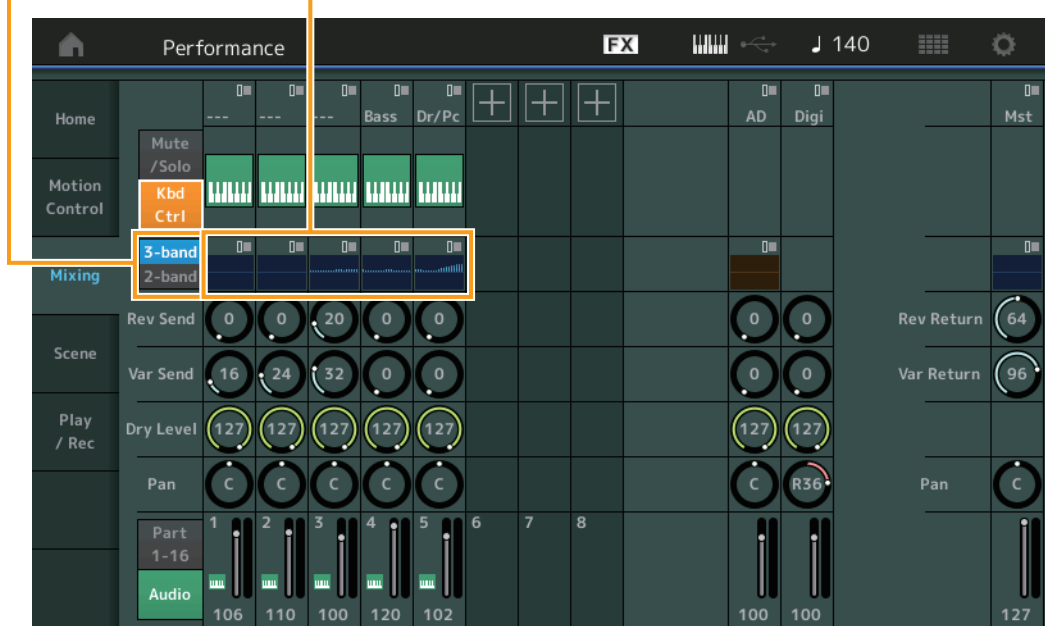 Performance
FX
140
Home
Motion
Control
Mixing
Scene
Play
/ Rec
--- --- --- Bass Dr/Pc AD Digi Mst
Mute
/Solo
Kbd
Ctrl
3-band
2-band
Rev Send 0 0 20 0 0 0 0 Rev Return 64
Var Send 16 24 32 0 0 0 0 Var Return 96
Dry Level 127 127 127 127 127 127 127
Pan C C C C C C R36 Pan C
Part
1-16
Audio
1 2 3 4 5 6 7 8
106 110 100 120 102 100 100 127